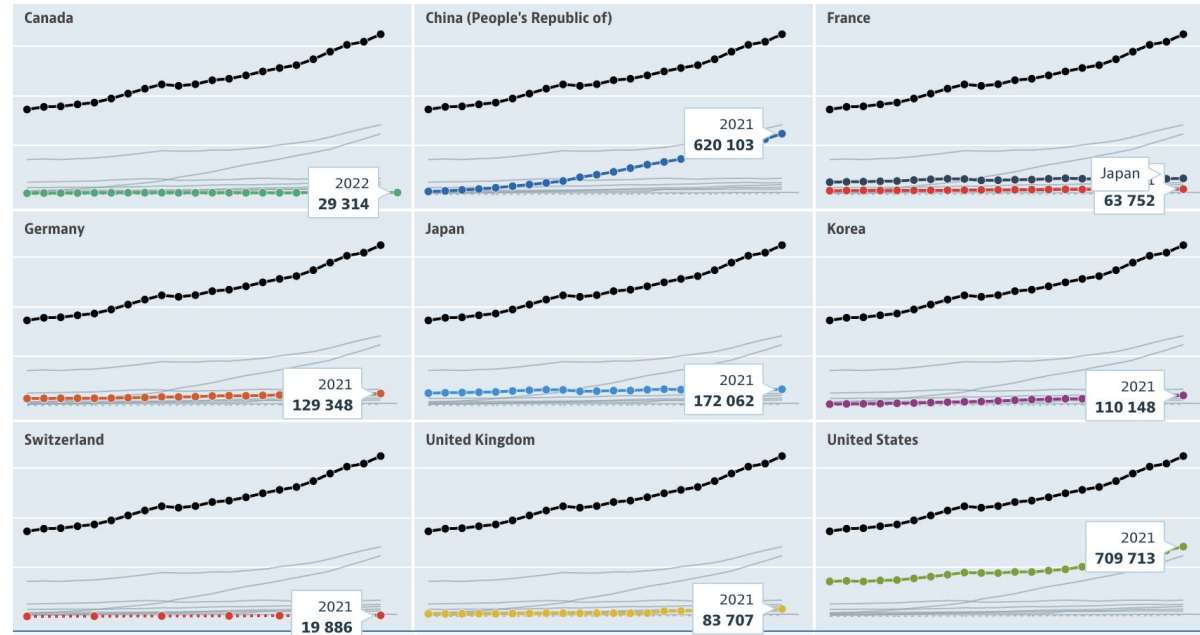 Canada
2022
29 314
China (People's Republic of)
2021
620 103
France
Japan
63 752
Germany
2021
129 348
Japan
2021
172 062
Korea
2021
110 148
Switzerland
2021
19 886
United Kingdom
2021
83 707
United States
2021
709 713